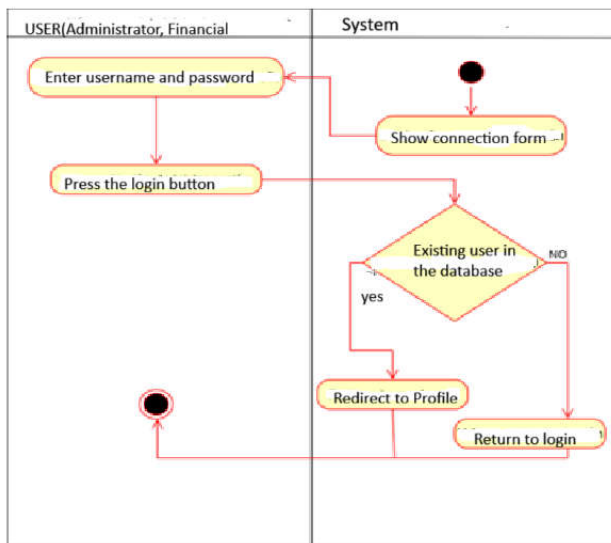 USER(Administrator, Financial
System
Enter username and password
Show connection form
Press the login button
Existing user in
the database
NO
yes
Redirect to Profile
Return to login